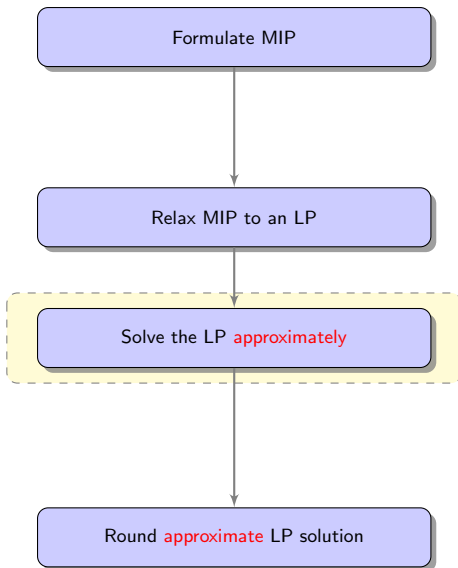 Formulate MIP
Relax MIP to an LP
Solve the LP approximately
Round approximate LP solution